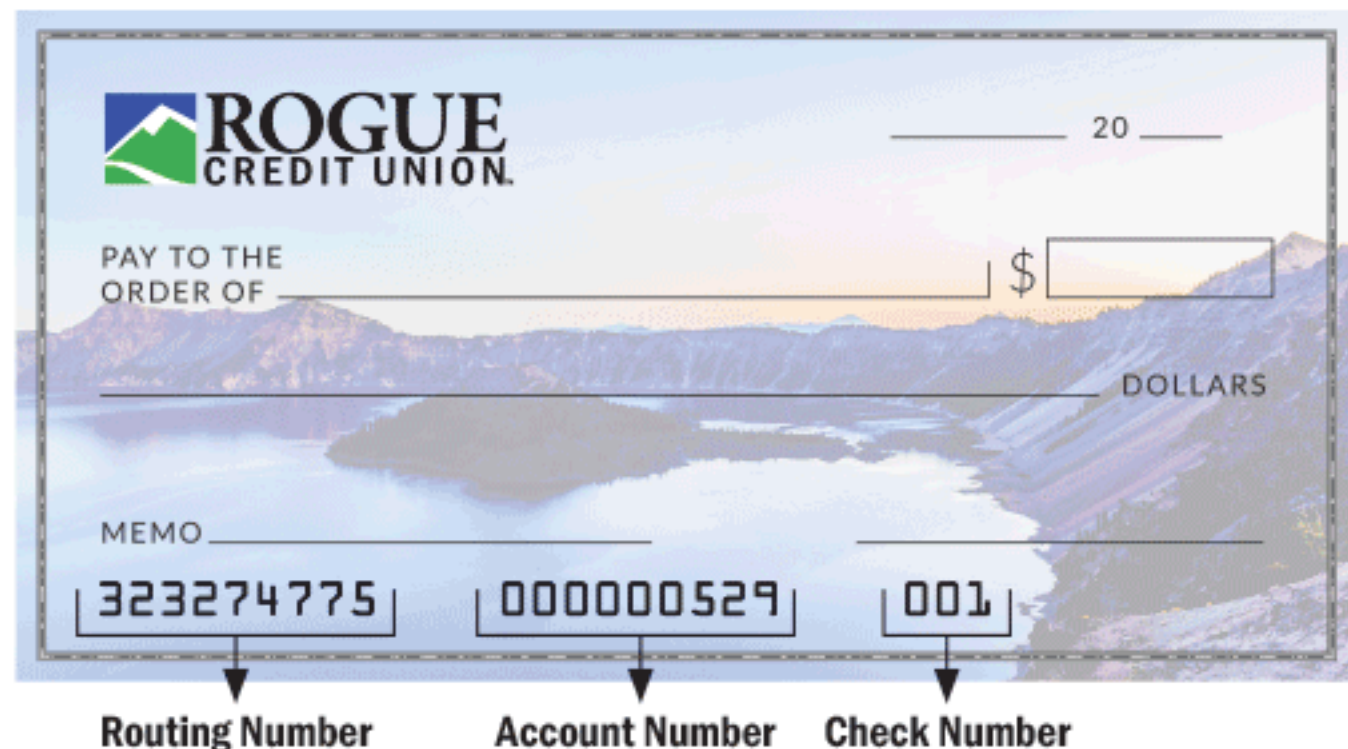 ROGUE
CREDIT UNION
20
PAY TO THE
ORDER OF
$
DOLLARS
MEMO
323274775 000000529 001
Routing Number Account Number Check Number